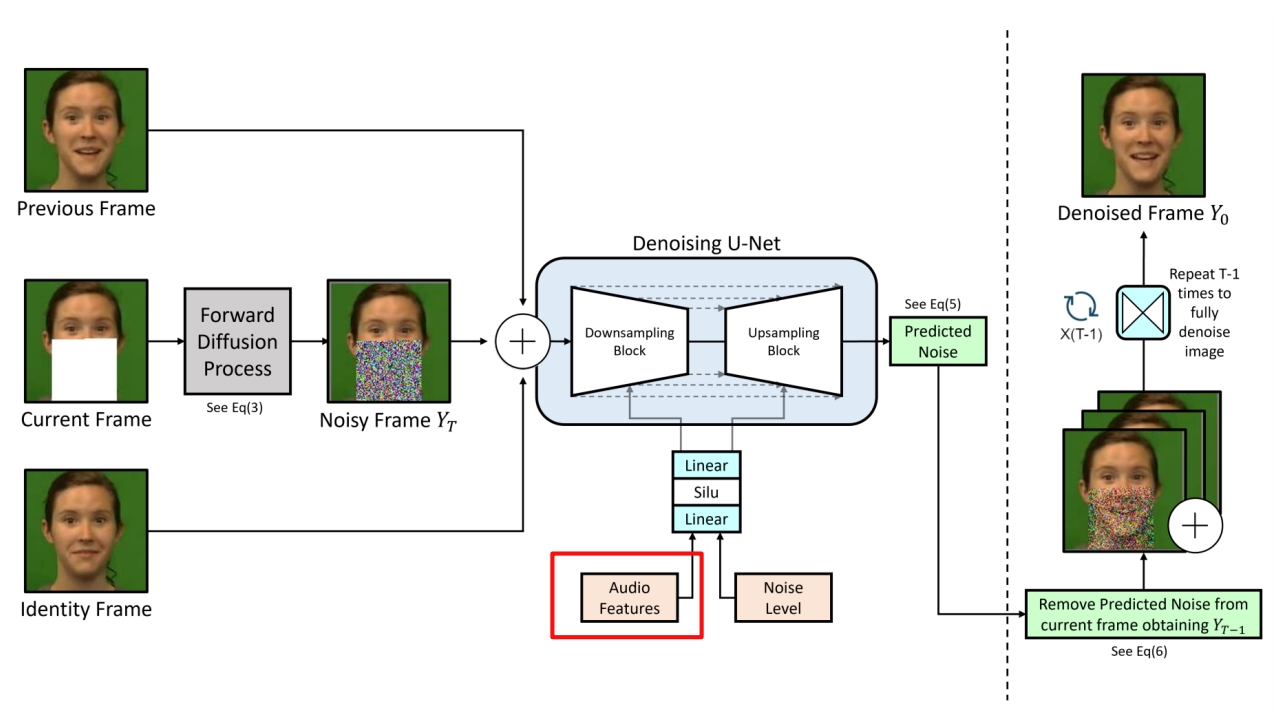 Previous Frame
Current Frame
Identity Frame
Forward
Diffusion
Process
See Eq(3)
Noisy Frame Y_T
Denoising U-Net
Downsampling
Block
Upsampling
Block
Linear
Silu
Linear
Audio
Features
Noise
Level
See Eq(5)
Predicted
Noise
Denoised Frame Y_0
X(T-1)
Repeat T-1
times to
fully
denoise
image
Remove Predicted Noise from
current frame obtaining Y_{T−1}
See Eq(6)